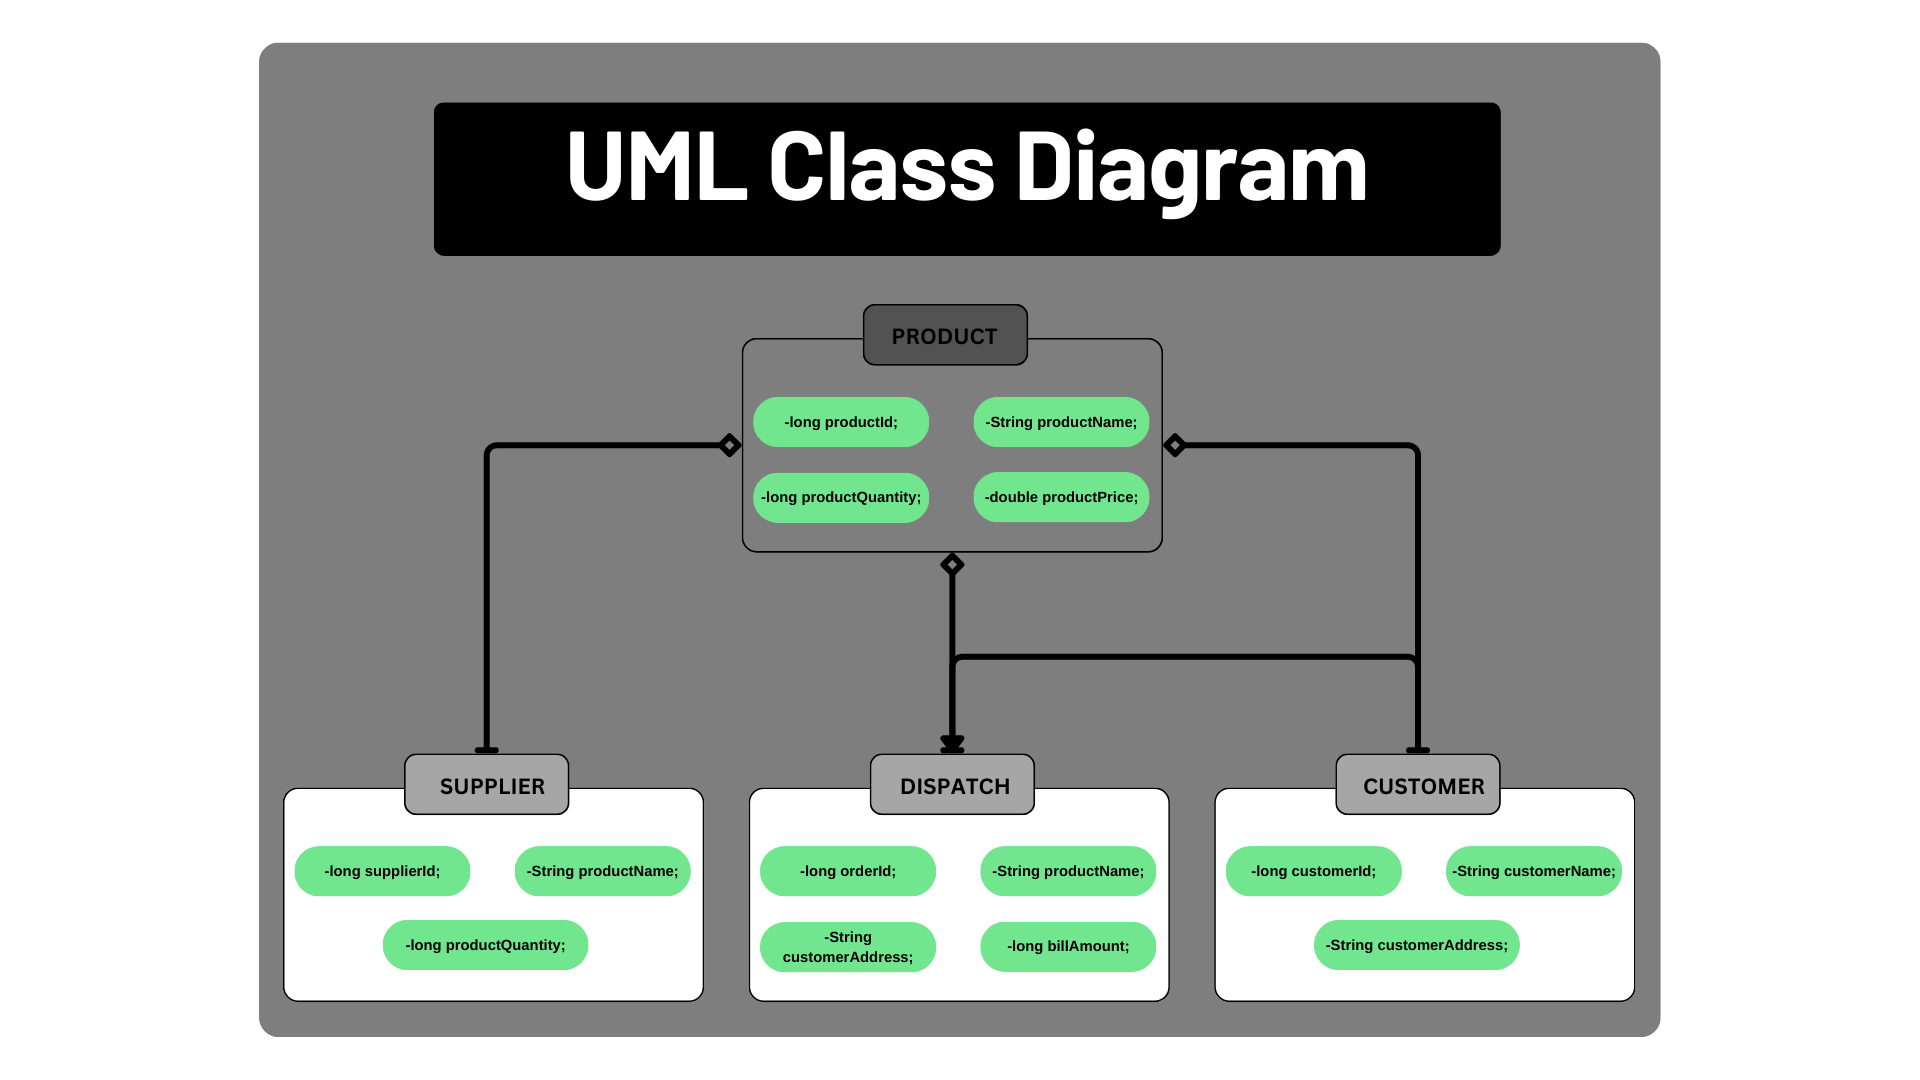 UML Class Diagram
PRODUCT
-long productId;
-String productName;
-long productQuantity;
-double productPrice;
SUPPLIER
-long supplierId;
-String productName;
-long productQuantity;
DISPATCH
-long orderId;
-String productName;
-String
customerAddress;
-long billAmount;
CUSTOMER
-long customerId;
-String customerName;
-String customerAddress;